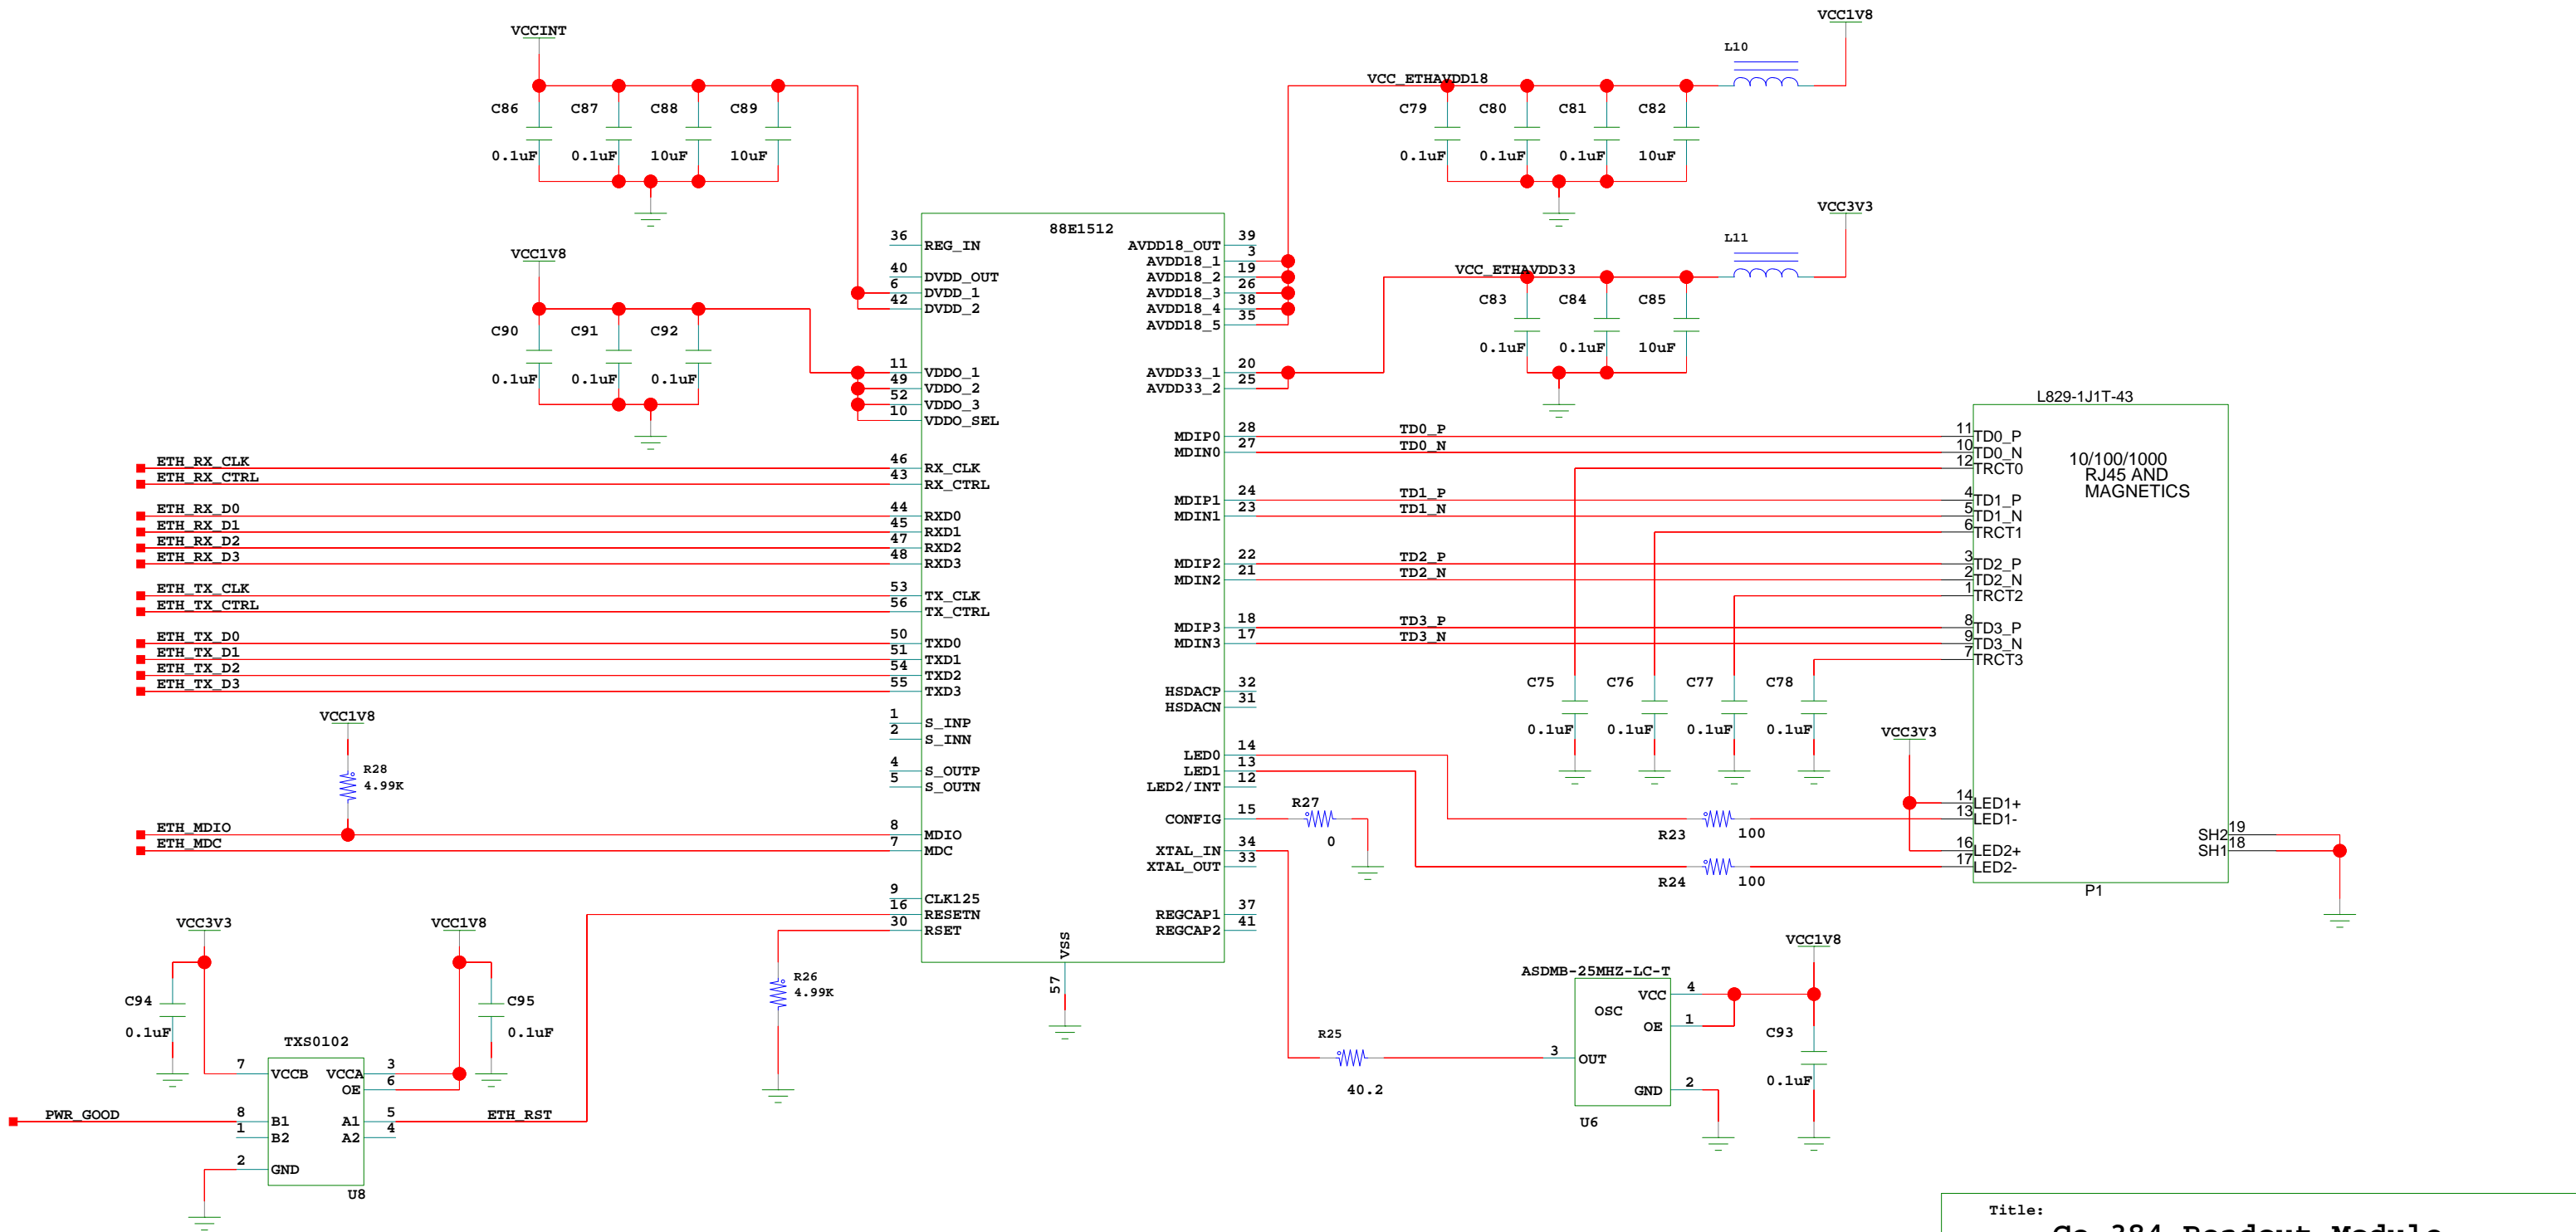 VCCINT
C86
C87
C88
C89
0.1uF
0.1uF
10uF
10uF
VCC1V8
C90
C91
C92
0.1uF
0.1uF
0.1uF
VCC1V8
L10
VCC_ETHAVDD18
C79
C80
C81
C82
0.1uF
0.1uF
0.1uF
10uF
VCC3V3
L11
VCC_ETHAVDD33
C83
C84
C85
0.1uF
0.1uF
10uF
88E1512
36 REG_IN
40 DVDD_OUT
6 DVDD_1
42 DVDD_2
11 VDDO_1
49 VDDO_2
52 VDDO_3
10 VDDO_SEL
ETH_RX_CLK 46 RX_CLK
ETH_RX_CTRL 43 RX_CTRL
ETH_RX_D0 44 RXD0
ETH_RX_D1 45 RXD1
ETH_RX_D2 47 RXD2
ETH_RX_D3 48 RXD3
ETH_TX_CLK 53 TX_CLK
ETH_TX_CTRL 56 TX_CTRL
ETH_TX_D0 50 TXD0
ETH_TX_D1 51 TXD1
ETH_TX_D2 54 TXD2
ETH_TX_D3 55 TXD3
1 S_INP
2 S_INN
4 S_OUTP
5 S_OUTN
VCC1V8
R28
4.99K
ETH_MDIO 8 MDIO
ETH_MDC 7 MDC
9 CLK125
16 RESETN
30 RSET
R26
4.99K
VSS
57
AVDD18_OUT 39
AVDD18_1 3
AVDD18_2 19
AVDD18_3 26
AVDD18_4 38
AVDD18_5 35
AVDD33_1 20
AVDD33_2 25
MDIP0 28 TD0_P
MDIN0 27 TD0_N
MDIP1 24 TD1_P
MDIN1 23 TD1_N
MDIP2 22 TD2_P
MDIN2 21 TD2_N
MDIP3 18 TD3_P
MDIN3 17 TD3_N
HSDACP 32
HSDACN 31
LED0 14
LED1 13
LED2/INT 12
CONFIG 15
XTAL_IN 34
XTAL_OUT 33
REGCAP1 37
REGCAP2 41
R27
0
C75
C76
C77
C78
0.1uF
0.1uF
0.1uF
0.1uF
VCC3V3
R23 100
R24 100
L829-1J1T-43
10/100/1000
RJ45 AND
MAGNETICS
11 TD0_P
10 TD0_N
12 TRCT0
4 TD1_P
5 TD1_N
6 TRCT1
3 TD2_P
2 TD2_N
1 TRCT2
8 TD3_P
9 TD3_N
7 TRCT3
14 LED1+
13 LED1-
16 LED2+
17 LED2-
SH2 19
SH1 18
P1
VCC3V3
VCC1V8
C94
0.1uF
C95
0.1uF
TXS0102
7 VCCB
VCCA 3
OE 6
PWR_GOOD 8 B1
A1 5 ETH_RST
1 B2
A2 4
2 GND
U8
ASDMB-25MHZ-LC-T
OSC
VCC 4
OE 1
3 OUT
GND 2
U6
R25
40.2
VCC1V8
C93
0.1uF
Title:
Ge 384 Readout Module